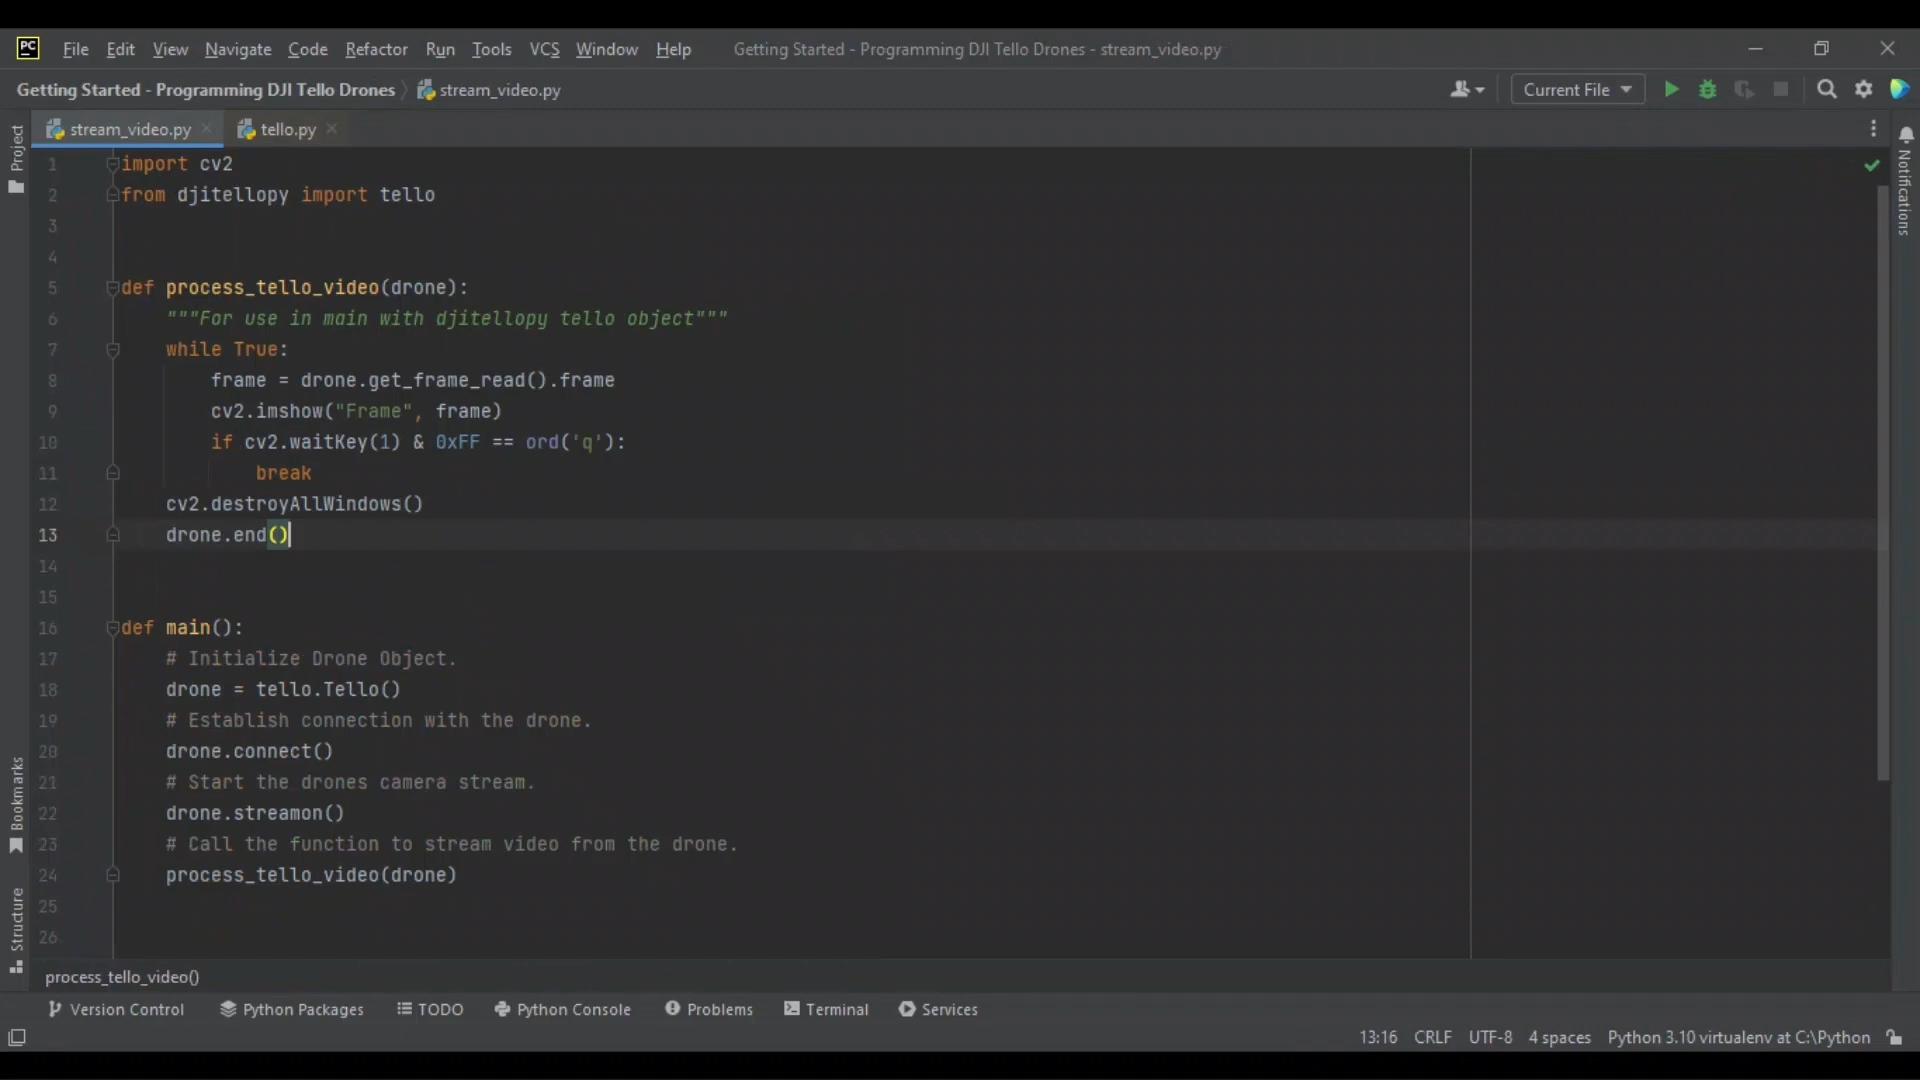 PC File Edit View Navigate Code Refactor Run Tools VCS Window Help Getting Started - Programming DJI Tello Drones - stream_video.py
Getting Started - Programming DJI Tello Drones stream_video.py Current File
stream_video.py tello.py
Project
Notifications
1 import cv2
2 from djitellopy import tello
3
4
5 def process_tello_video(drone):
6 """For use in main with djitellopy tello object"""
7 while True:
8 frame = drone.get_frame_read().frame
9 cv2.imshow("Frame", frame)
10 if cv2.waitKey(1) & 0xFF == ord('q'):
11 break
12 cv2.destroyAllWindows()
13 drone.end()
14
15
16 def main():
17 # Initialize Drone Object.
18 drone = tello.Tello()
19 # Establish connection with the drone.
20 drone.connect()
21 # Start the drones camera stream.
22 drone.streamon()
23 # Call the function to stream video from the drone.
24 process_tello_video(drone)
25
26
Bookmarks
Structure
process_tello_video()
Version Control Python Packages TODO Python Console Problems Terminal Services
13:16 CRLF UTF-8 4 spaces Python 3.10 virtualenv at C:\Python